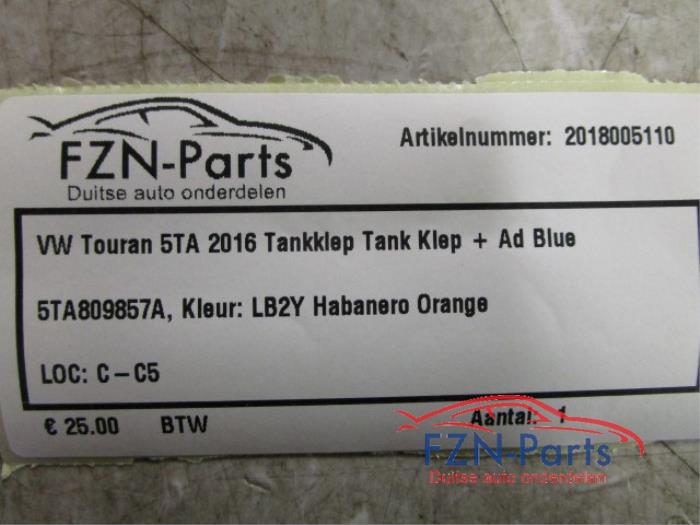 FZN-Parts
Duitse auto onderdelen
Artikelnummer: 2018005110
VW Touran 5TA 2016 Tankklep Tank Klep + Ad Blue
5TA809857A, Kleur: LB2Y Habanero Orange
LOC: C-C5
€ 25.00 BTW Aantal: 1
FZN-Parts
Duitse auto onderdelen